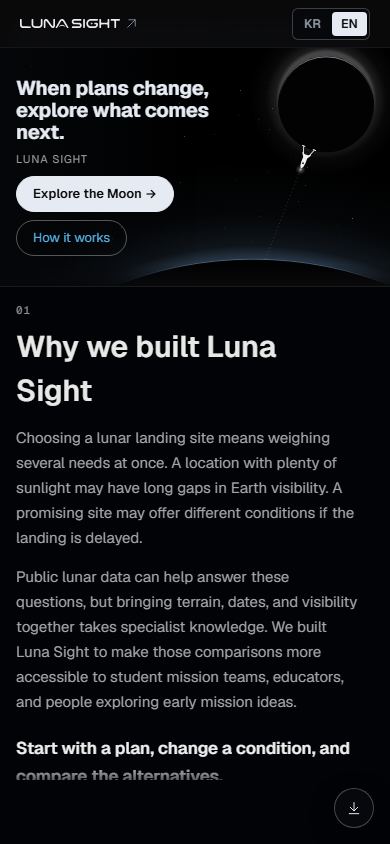 LUNA SIGHT ↗
KR EN
When plans change,
explore what comes
next.
LUNA SIGHT
Explore the Moon →
How it works
01
Why we built Luna
Sight
Choosing a lunar landing site means weighing
several needs at once. A location with plenty of
sunlight may have long gaps in Earth visibility. A
promising site may offer different conditions if the
landing is delayed.
Public lunar data can help answer these
questions, but bringing terrain, dates, and visibility
together takes specialist knowledge. We built
Luna Sight to make those comparisons more
accessible to student mission teams, educators,
and people exploring early mission ideas.
Start with a plan, change a condition, and
compare the alternatives.